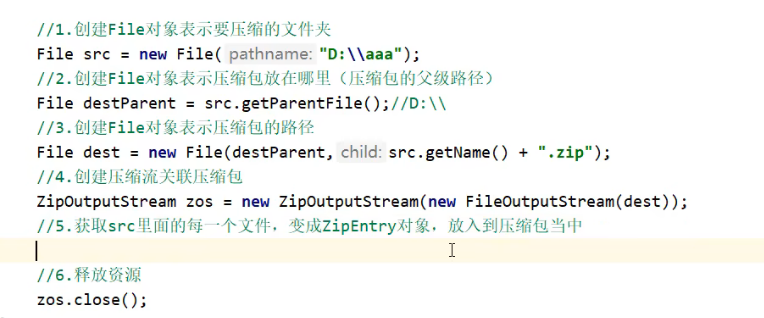 //1.创建File对象表示要压缩的文件夹
File src = new File( pathname: "D:\\aaa");
//2.创建File对象表示压缩包放在哪里（压缩包的父级路径）
File destParent = src.getParentFile();//D:\\
//3.创建File对象表示压缩包的路径
File dest = new File(destParent, child: src.getName() + ".zip");
//4.创建压缩流关联压缩包
ZipOutputStream zos = new ZipOutputStream(new FileOutputStream(dest));
//5.获取src里面的每一个文件，变成ZipEntry对象，放入到压缩包当中
//6.释放资源
zos.close();